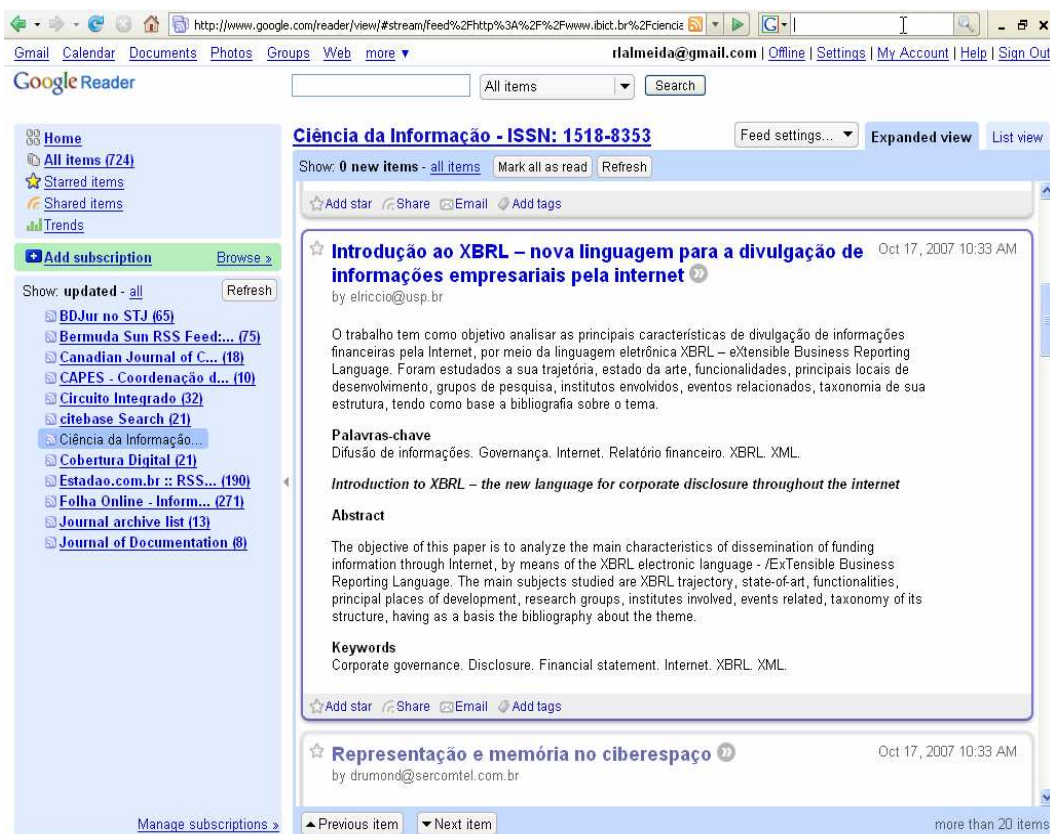 http://www.google.com/reader/view/#stream/feed%2Fhttp%3A%2F%2Fwww.ibict.br%2Fciencia
G
Gmail Calendar Documents Photos Groups Web more ▼
rlalmeida@gmail.com | Offline | Settings | My Account | Help | Sign Out
Google Reader
All items
Search
Home
All items (724)
Starred items
Shared items
Trends
Add subscription Browse »
Show: updated - all Refresh
BDJur no STJ (65)
Bermuda Sun RSS Feed:... (75)
Canadian Journal of C... (18)
CAPES - Coordenação d... (10)
Circuito Integrado (32)
citebase Search (21)
Ciência da Informação...
Cobertura Digital (21)
Estadao.com.br :: RSS... (190)
Folha Online - Inform... (271)
Journal archive list (13)
Journal of Documentation (8)
Manage subscriptions »
Ciência da Informação - ISSN: 1518-8353
Feed settings... Expanded view List view
Show: 0 new items - all items Mark all as read Refresh
Add star Share Email Add tags
Introdução ao XBRL – nova linguagem para a divulgação de
informações empresariais pela internet »
Oct 17, 2007 10:33 AM
by elriccio@usp.br
O trabalho tem como objetivo analisar as principais características de divulgação de informações
financeiras pela Internet, por meio da linguagem eletrônica XBRL – eXtensible Business Reporting
Language. Foram estudados a sua trajetória, estado da arte, funcionalidades, principais locais de
desenvolvimento, grupos de pesquisa, institutos envolvidos, eventos relacionados, taxonomia de sua
estrutura, tendo como base a bibliografia sobre o tema.
Palavras-chave
Difusão de informações. Governança. Internet. Relatório financeiro. XBRL. XML.
Introduction to XBRL – the new language for corporate disclosure throughout the internet
Abstract
The objective of this paper is to analyze the main characteristics of dissemination of funding
information through Internet, by means of the XBRL electronic language - /ExTensible Business
Reporting Language. The main subjects studied are XBRL trajectory, state-of-art, functionalities,
principal places of development, research groups, institutes involved, events related, taxonomy of its
structure, having as a basis the bibliography about the theme.
Keywords
Corporate governance. Disclosure. Financial statement. Internet. XBRL. XML.
Add star Share Email Add tags
Representação e memória no ciberespaço »
Oct 17, 2007 10:33 AM
by drumond@sercomtel.com.br
Previous item Next item
more than 20 items